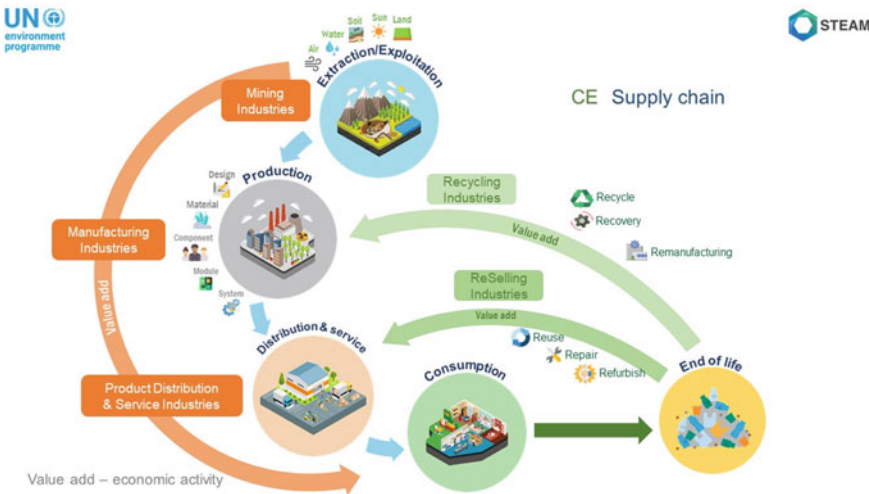 UN
environment
programme
STEAM
Soil
Sun
Land
Water
Air
Extraction/Exploitation
Mining
Industries
CE Supply chain
Production
Design
Material
Component
Module
System
Manufacturing
Industries
Value add
Recycling
Industries
Value add
Recycle
Recovery
Remanufacturing
ReSelling
Industries
Value add
Reuse
Repair
Refurbish
Distribution & service
Consumption
End of life
Product Distribution
& Service Industries
Value add – economic activity